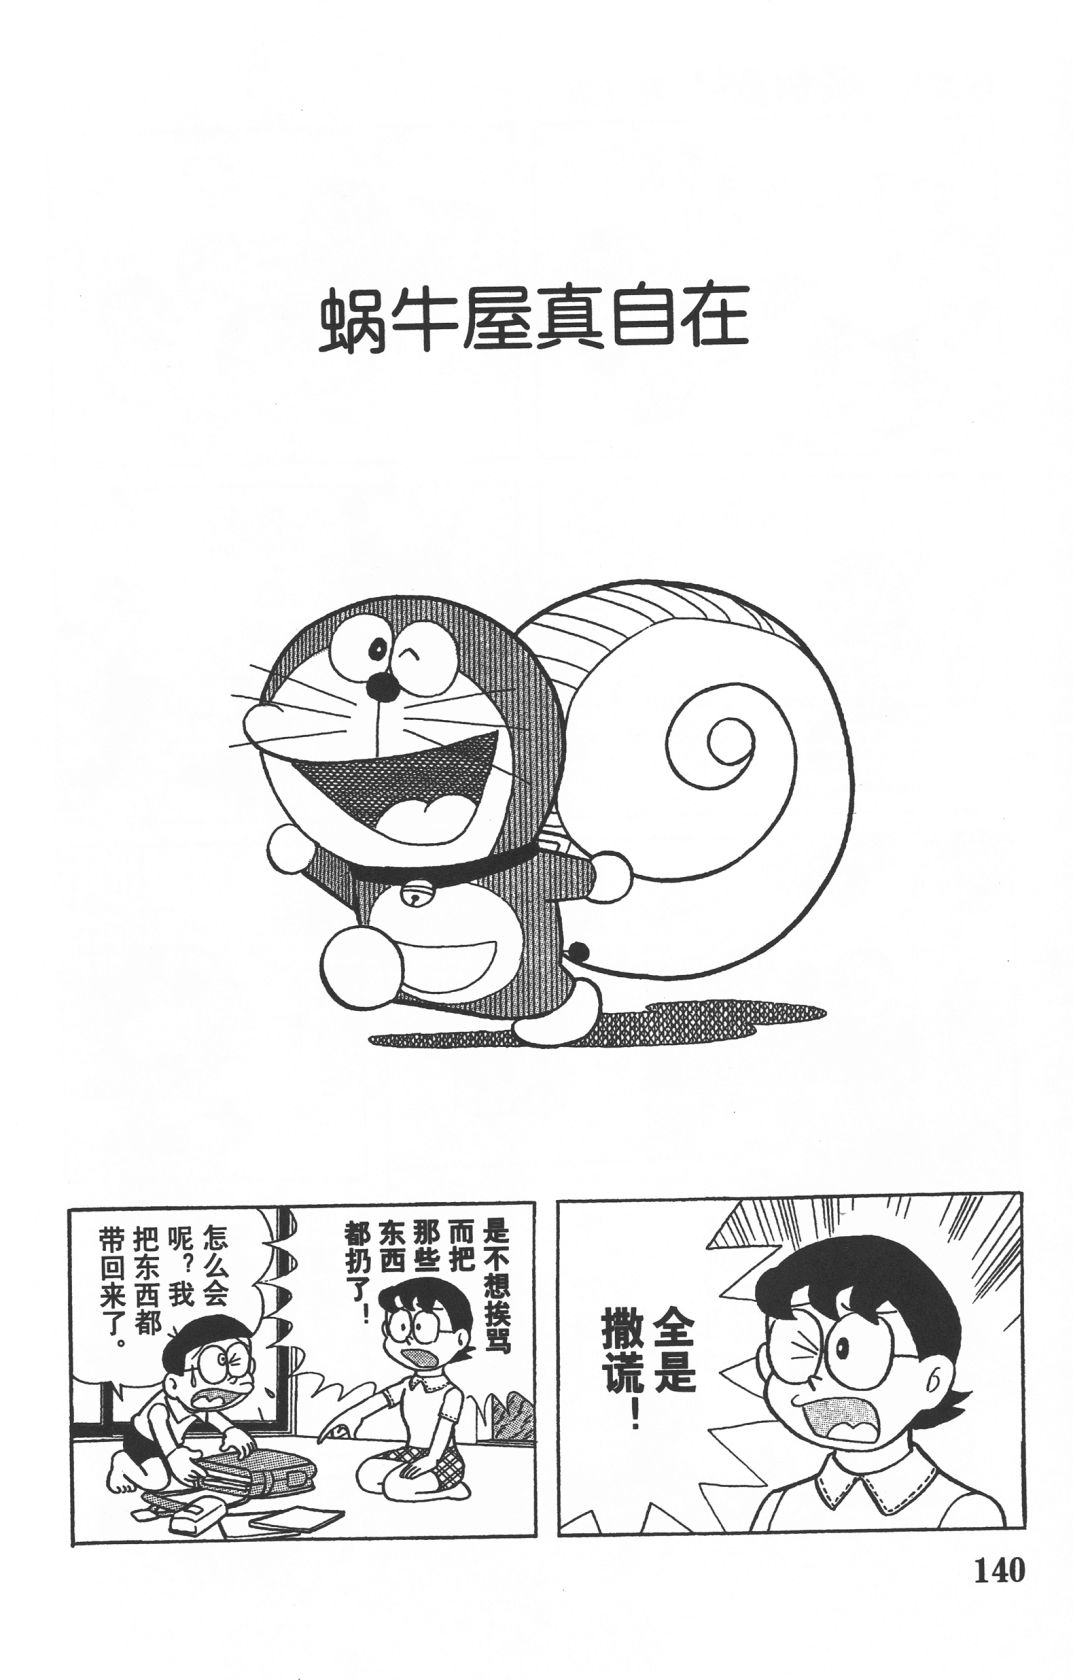 蜗牛屋真自在
全是
撒谎！
是不想挨骂
而把
那些
东西
都扔了！
怎么会
呢？我
把东西都
带回来了。
140